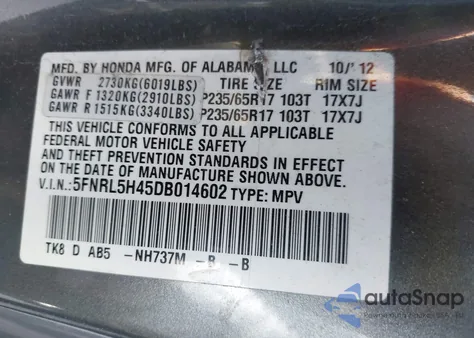 MFD. BY HONDA MFG. OF ALABAMA, LLC 10/'12
GVWR 2730KG(6019LBS) TIRE SIZE RIM SIZE
GAWR F 1320KG(2910LBS) P235/65R17 103T 17X7J
GAWR R 1515KG(3340LBS) P235/65R17 103T 17X7J
THIS VEHICLE CONFORMS TO ALL APPLICABLE
FEDERAL MOTOR VEHICLE SAFETY
AND THEFT PREVENTION STANDARDS IN EFFECT
ON THE DATE OF MANUFACTURE SHOWN ABOVE.
V.I.N.:5FNRL5H45DB014602 TYPE: MPV
TK8 D AB5 -NH737M -B -B
autoSnap